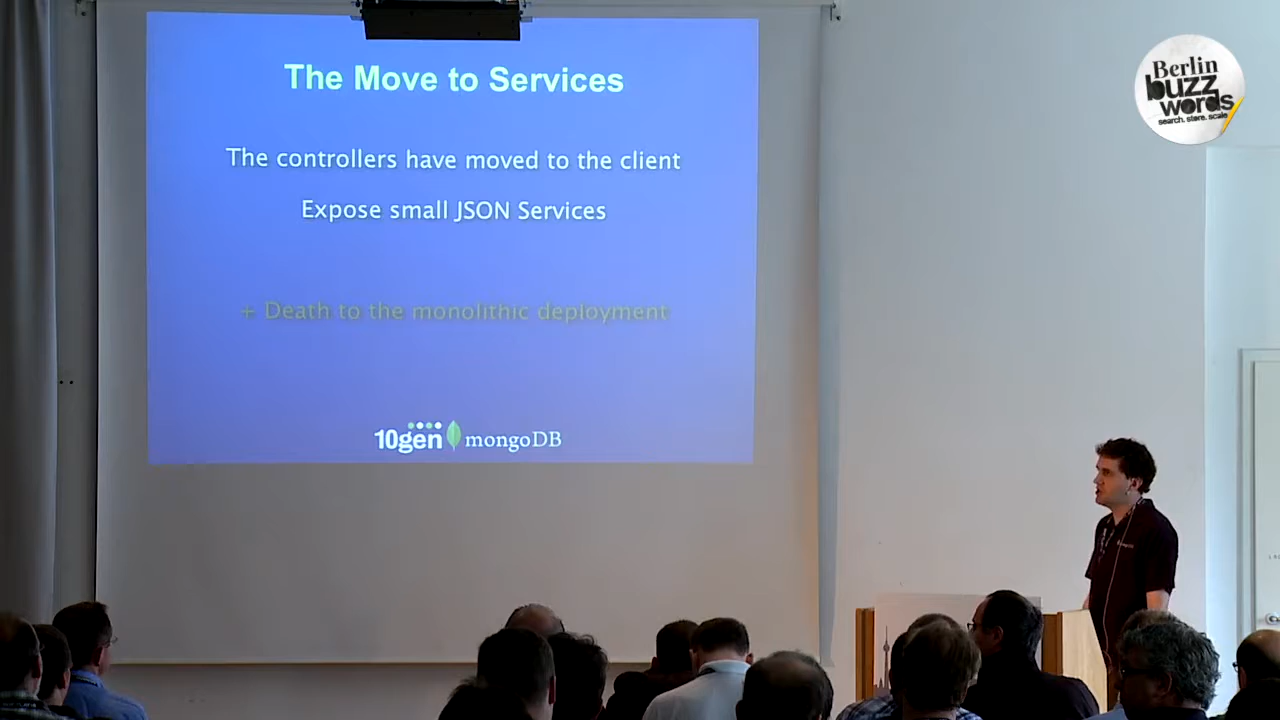 The Move to Services
The controllers have moved to the client
Expose small JSON Services
+ Death to the monolithic deployment
10gen mongoDB
Berlin
buzz
words
search. store. scale